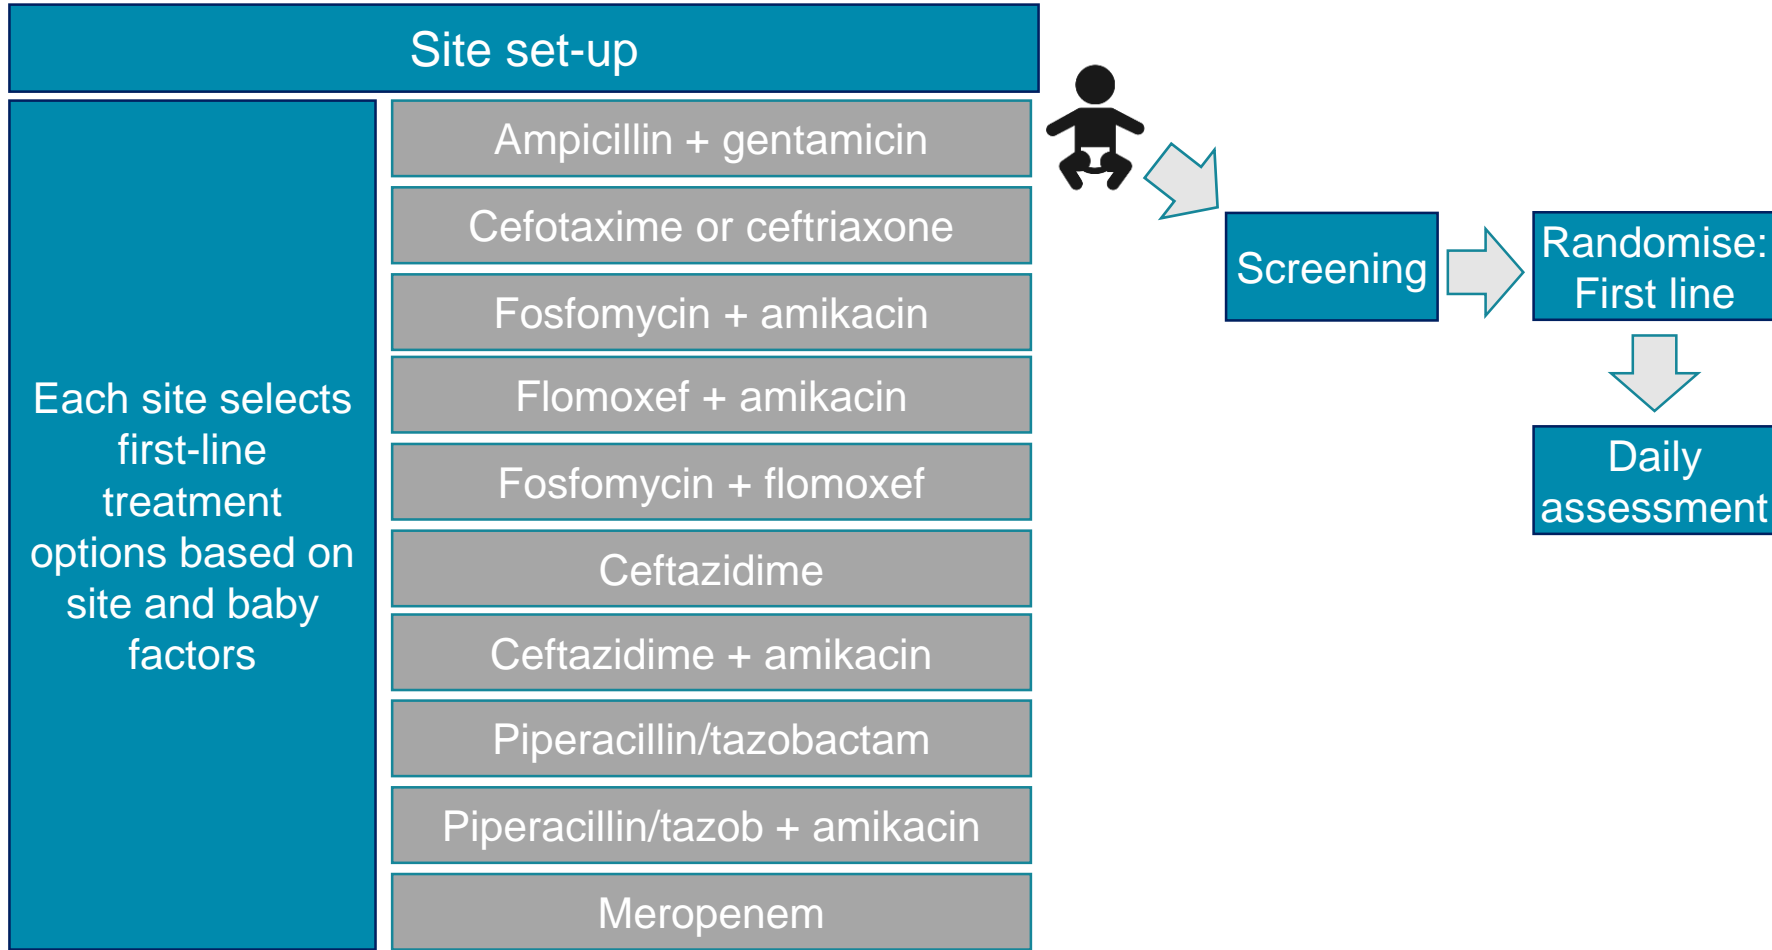 Site set-up
Each site selects
first-line
treatment
options based on
site and baby
factors
Ampicillin + gentamicin
Cefotaxime or ceftriaxone
Fosfomycin + amikacin
Flomoxef + amikacin
Fosfomycin + flomoxef
Ceftazidime
Ceftazidime + amikacin
Piperacillin/tazobactam
Piperacillin/tazob + amikacin
Meropenem
Screening
Randomise:
First line
Daily
assessment